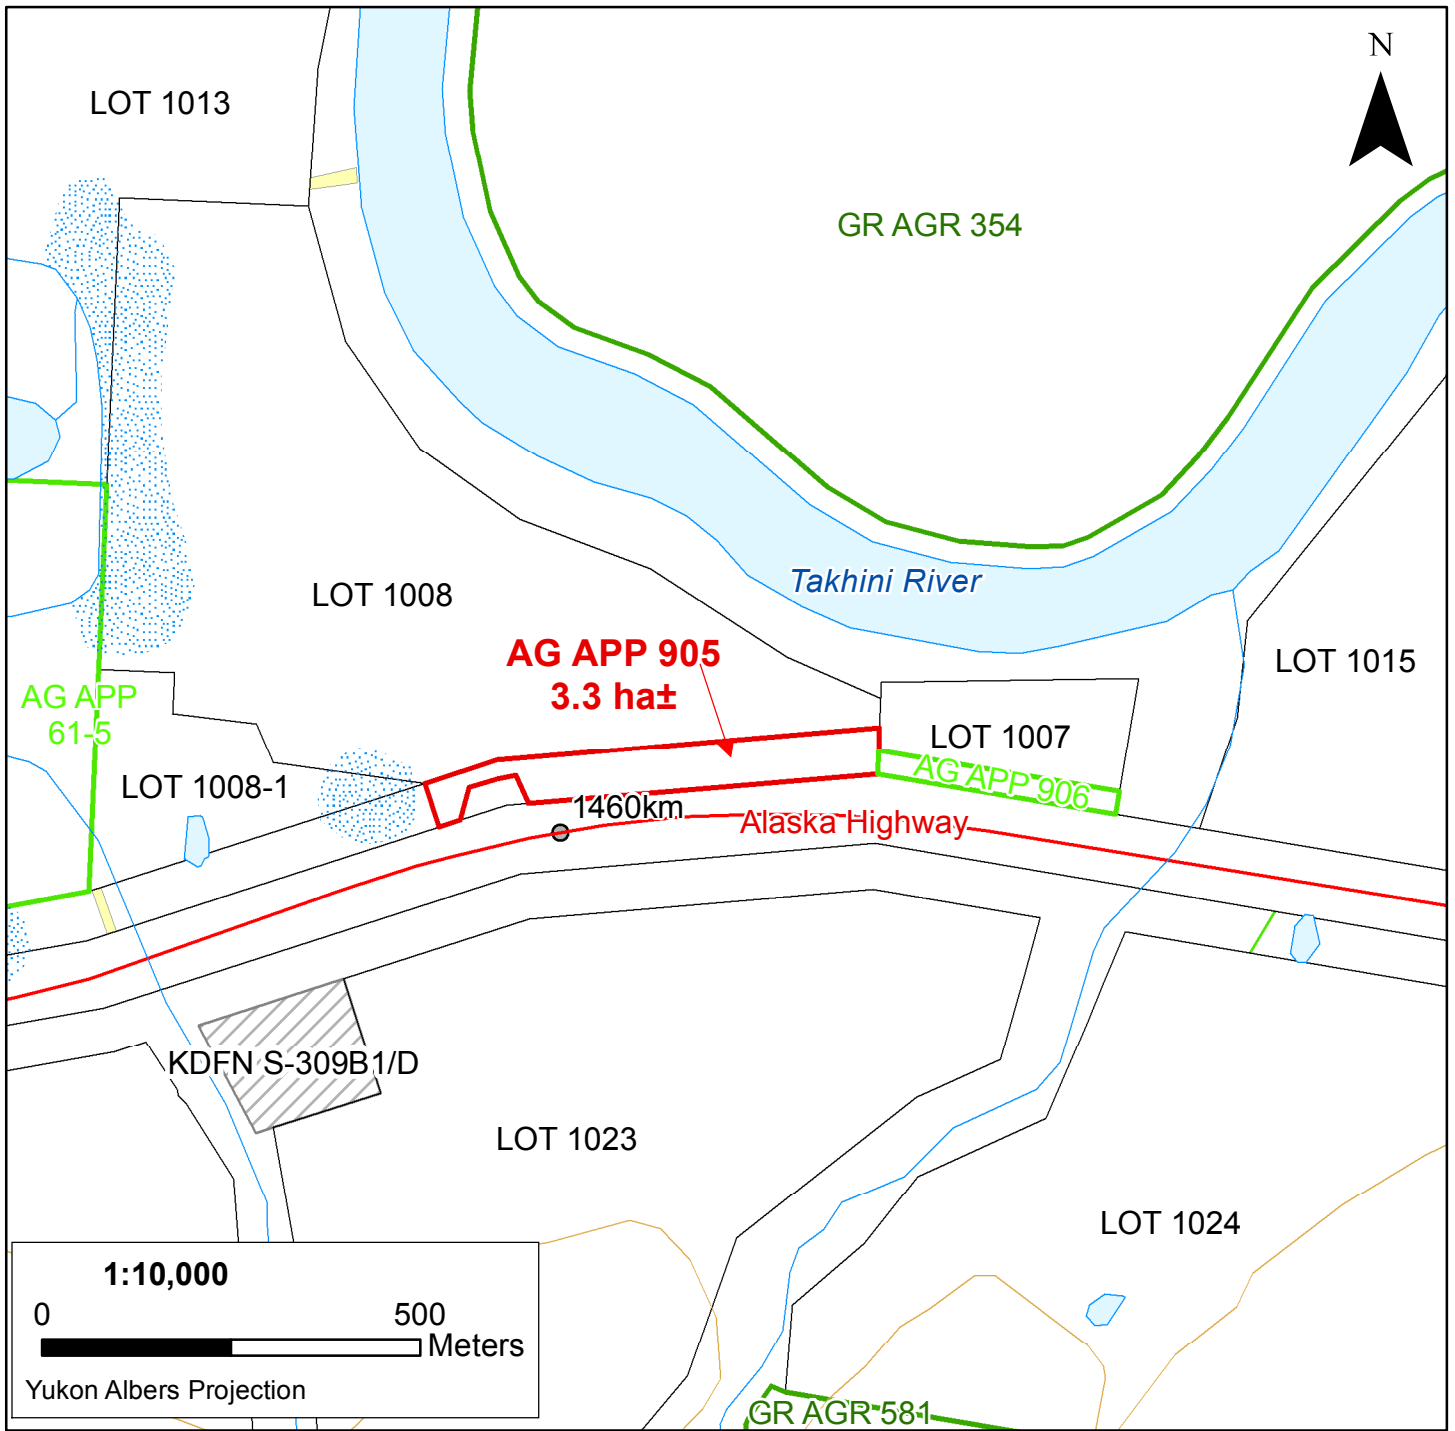 N
LOT 1013
GR AGR 354
Takhini River
LOT 1008
AG APP 905
3.3 ha±
LOT 1015
AG APP
61-5
LOT 1007
AG APP 906
LOT 1008-1
1460km
Alaska Highway
KDFN S-309B1/D
LOT 1023
LOT 1024
1:10,000
0 500
Meters
Yukon Albers Projection
GR AGR 581